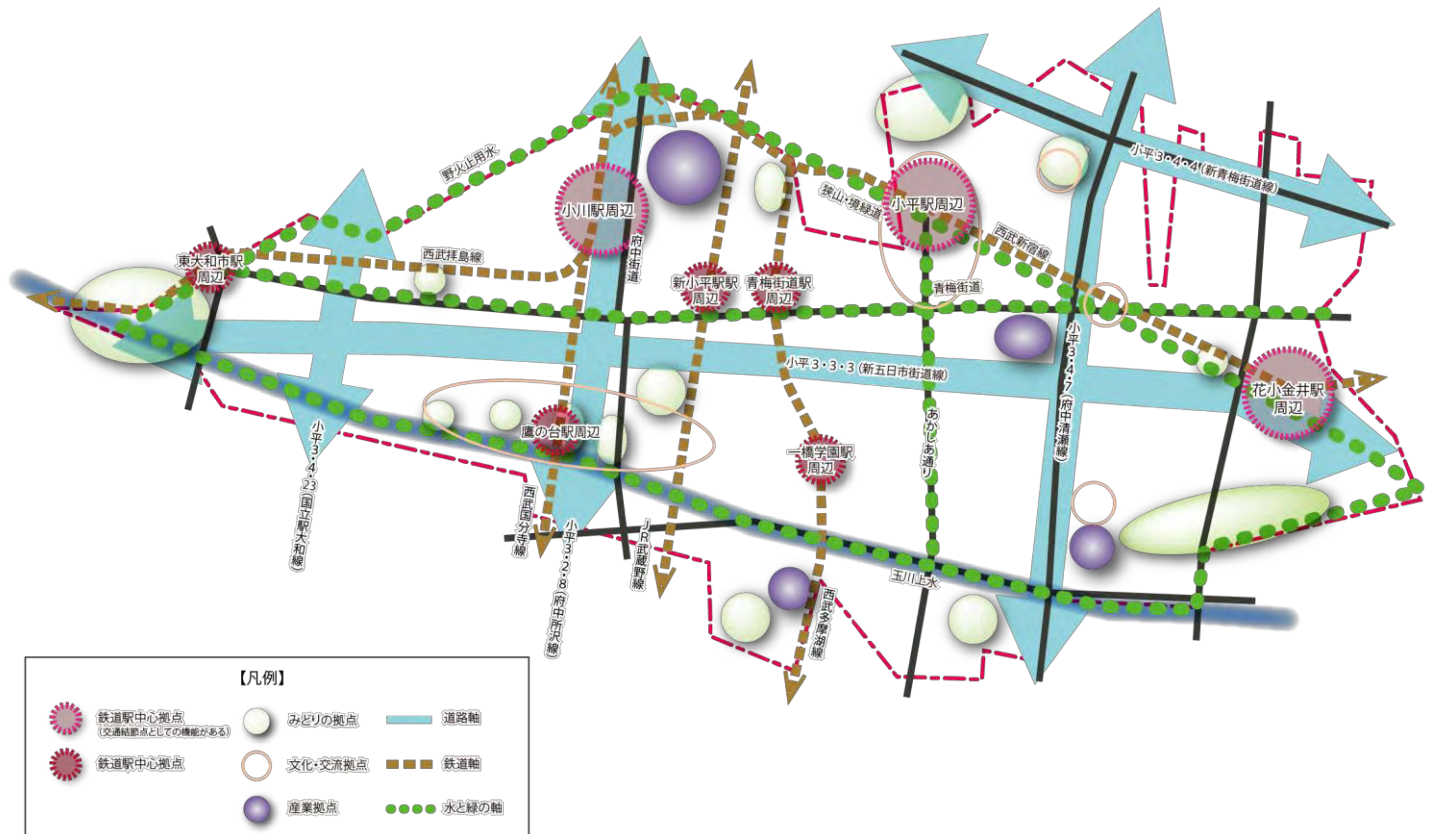 小平3・4・4(新青梅街道線)
野火止用水
小川駅周辺
狭山・境緑道
小平駅周辺
西武新宿線
府中街道
西武拝島線
東大和市駅
周辺
新小平駅駅
周辺
青梅街道駅
周辺
青梅街道
小平3・3・3(新五日市街道線)
小平3・4・7(府中清瀬線)
花小金井駅
周辺
鷹の台駅周辺
一橋学園駅
周辺
あかしあ通り
小平3・4・23(国立駅大和線)
西武国分寺線
小平3・2・8(府中所沢線)
JR武蔵野線
玉川上水
西武多摩湖線
【凡例】
鉄道駅中心拠点
(交通結節点としての機能がある)
みどりの拠点
道路軸
鉄道駅中心拠点
文化・交流拠点
鉄道軸
産業拠点
水と緑の軸